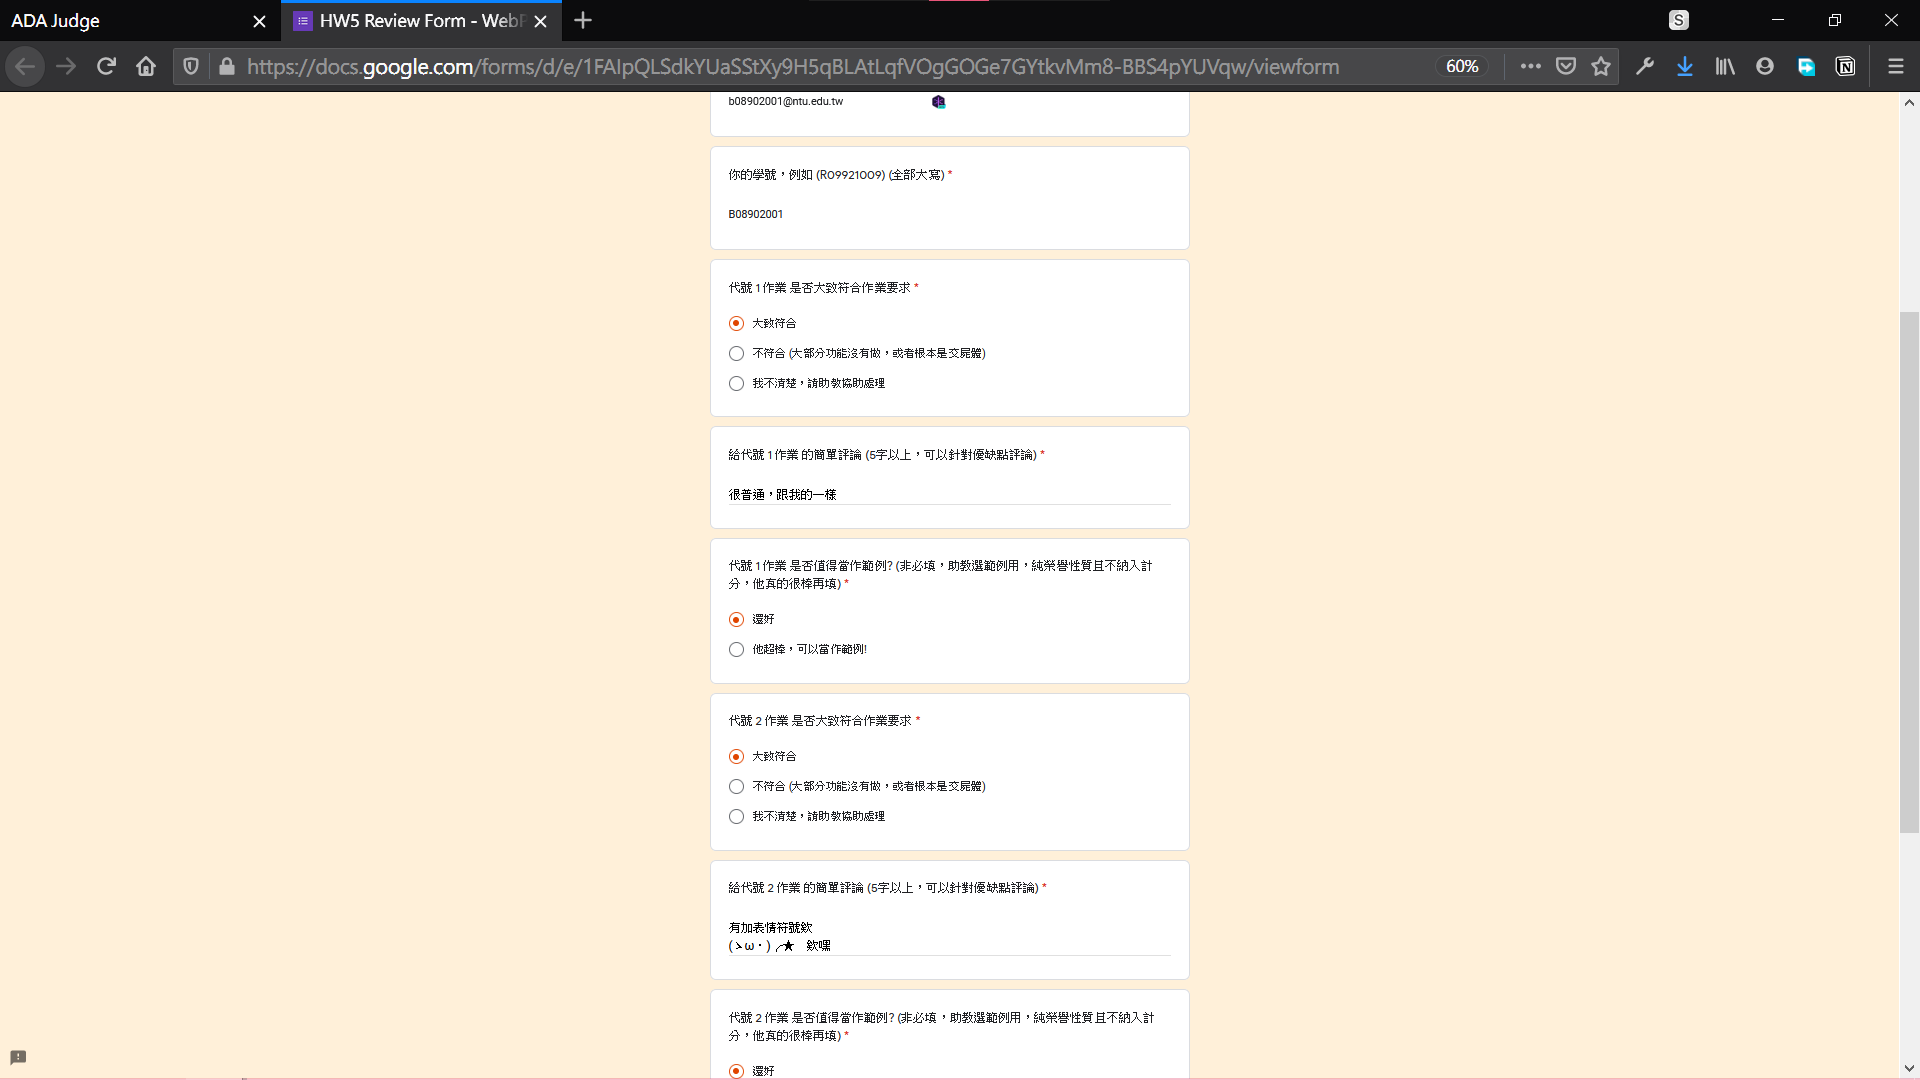 ADA Judge
HW5 Review Form - WebP
S
https://docs.google.com/forms/d/e/1FAIpQLSdkYUaSStXy9H5qBLAtLqfVOgGOGe7GYtkvMm8-BBS4pYUVqw/viewform
60%
b08902001@ntu.edu.tw
你的學號，例如 (R09921009) (全部大寫) *
B08902001
代號 1 作業 是否大致符合作業要求 *
大致符合
不符合 (大部分功能沒有做，或者根本是交屍體)
我不清楚，請助教協助處理
給代號 1 作業 的簡單評論 (5字以上，可以針對優缺點評論) *
很普通，跟我的一樣
代號 1 作業 是否值得當作範例? (非必填，助教選範例用，純榮譽性質且不納入計
分，他真的很棒再填) *
還好
他超棒，可以當作範例!
代號 2 作業 是否大致符合作業要求 *
大致符合
不符合 (大部分功能沒有做，或者根本是交屍體)
我不清楚，請助教協助處理
給代號 2 作業 的簡單評論 (5字以上，可以針對優缺點評論) *
有加表情符號欸
(ゝω・) ╭★ 欸嘿
代號 2 作業 是否值得當作範例? (非必填，助教選範例用，純榮譽性質且不納入計
分，他真的很棒再填) *
還好